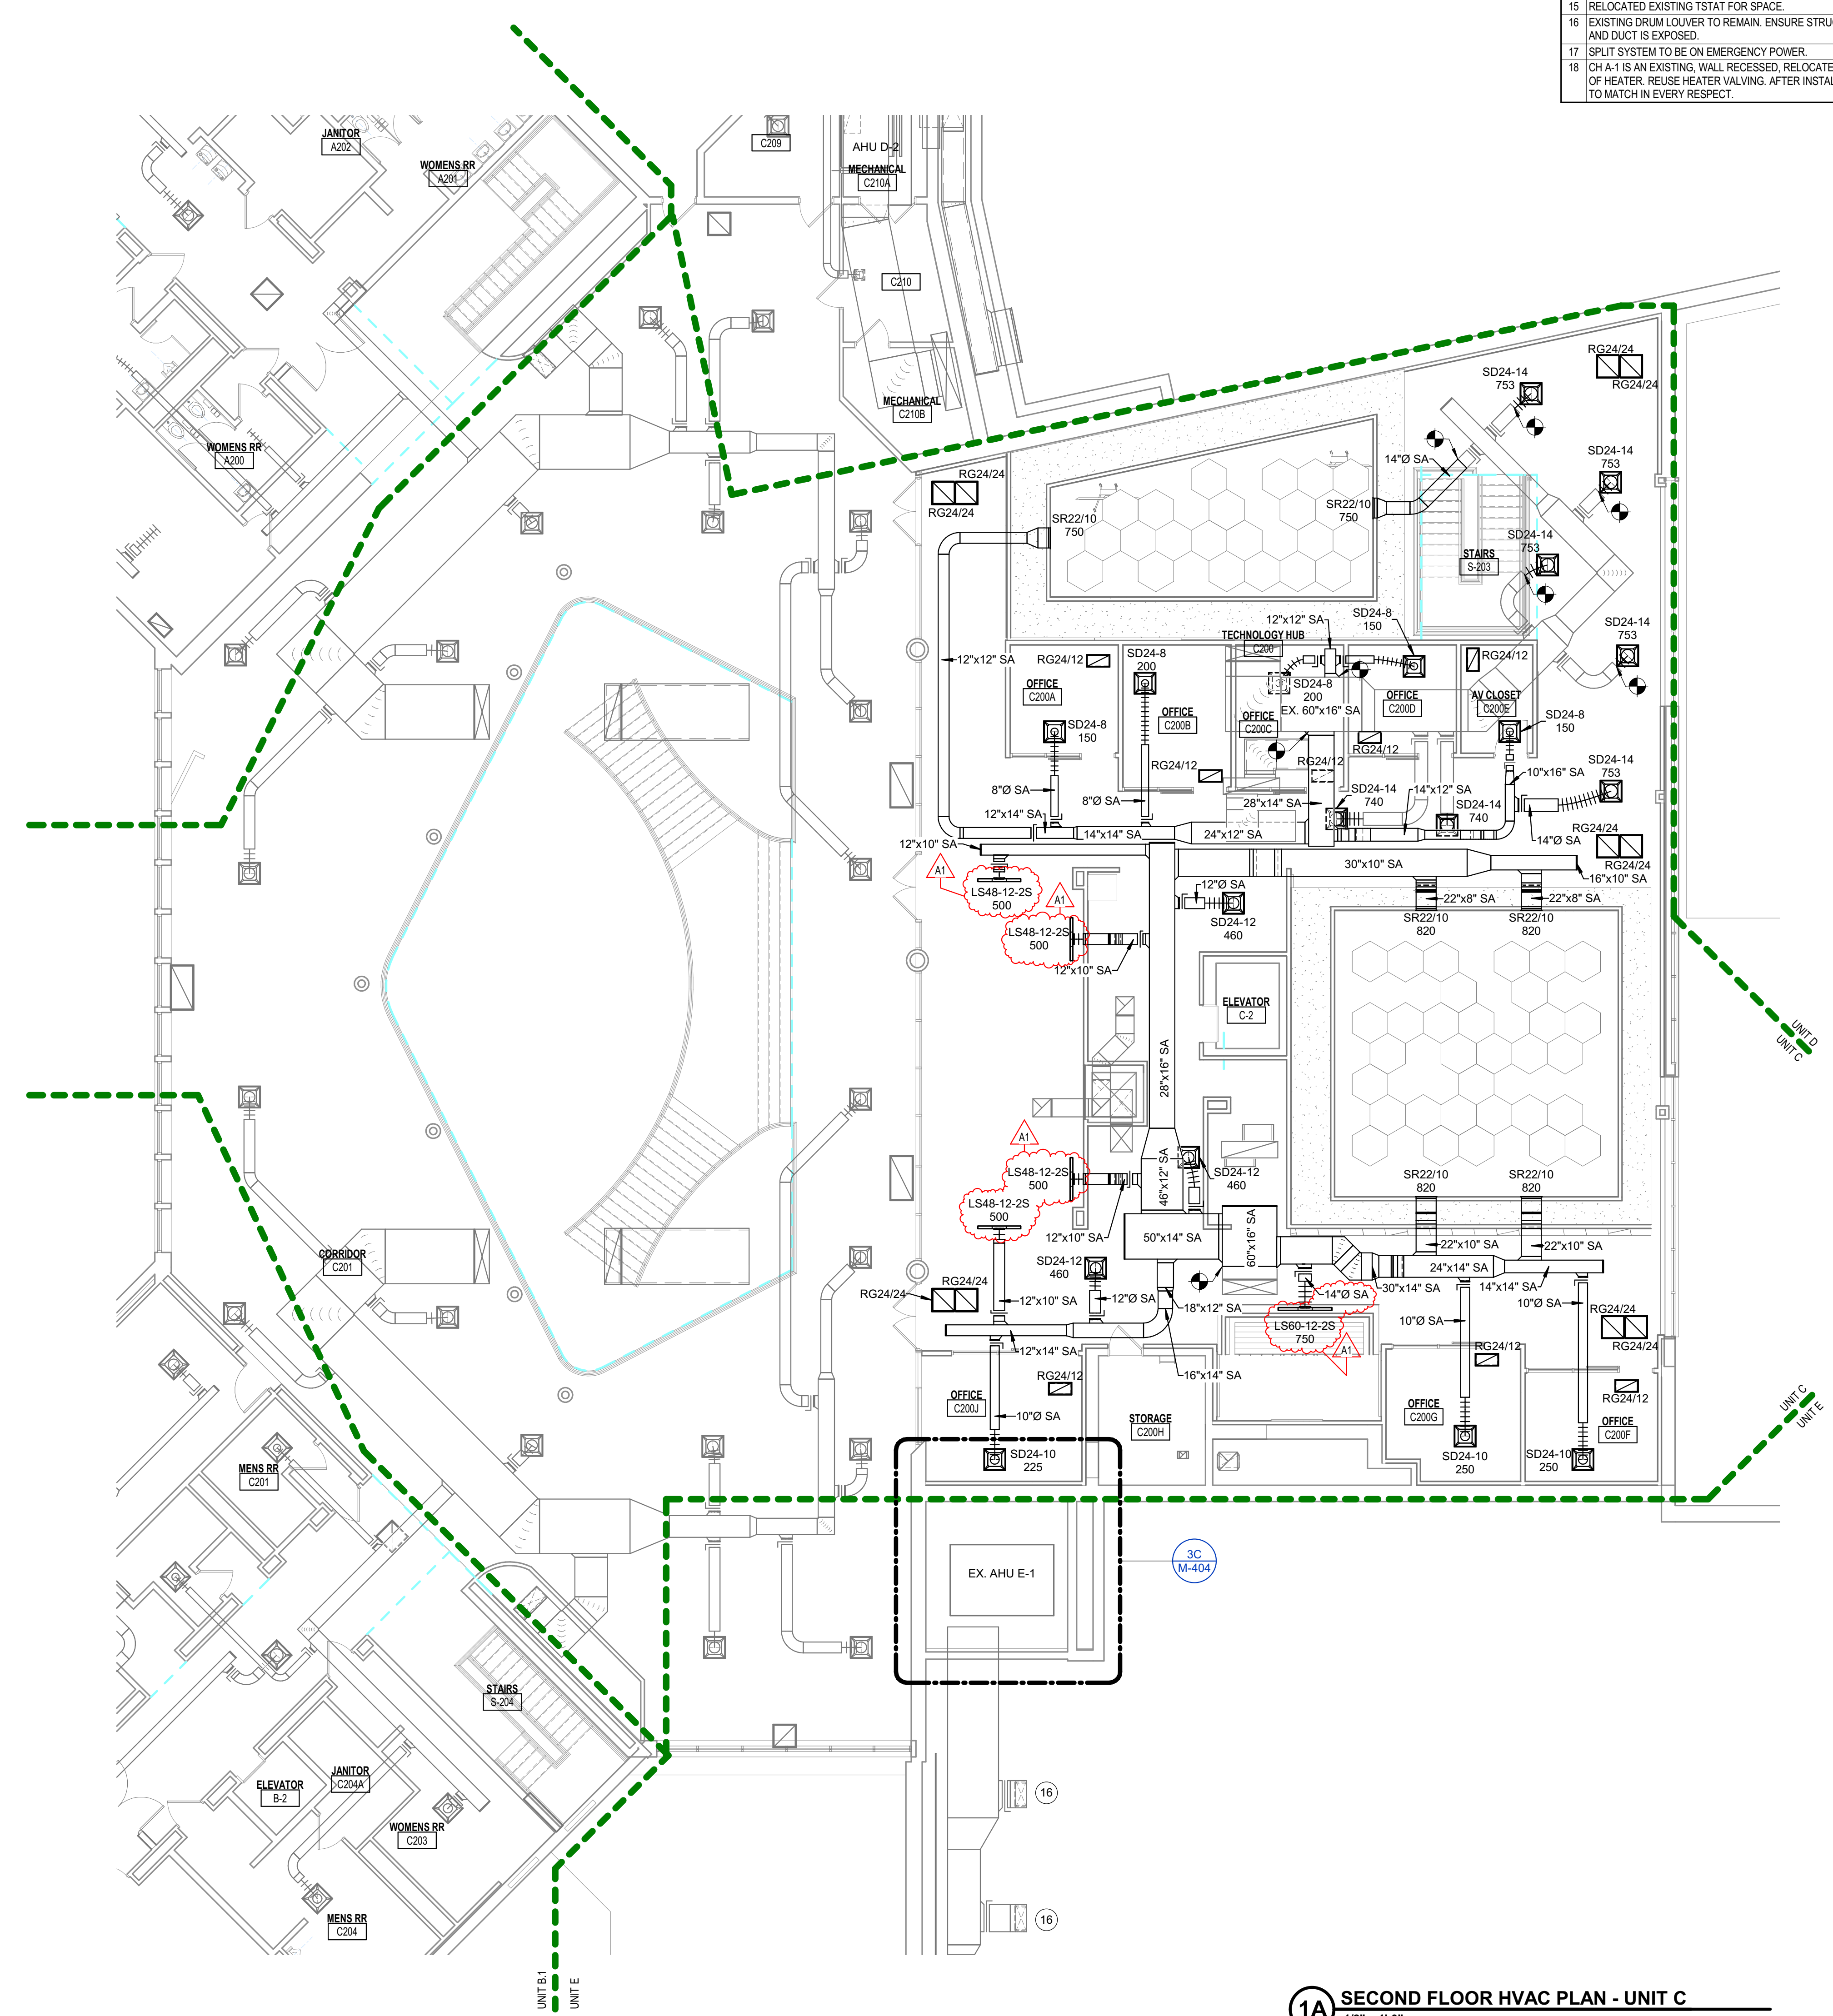 15 RELOCATED EXISTING TSTAT FOR SPACE.
16 EXISTING DRUM LOUVER TO REMAIN. ENSURE STRU
AND DUCT IS EXPOSED.
17 SPLIT SYSTEM TO BE ON EMERGENCY POWER.
18 CH A-1 IS AN EXISTING, WALL RECESSED, RELOCATE
OF HEATER. REUSE HEATER VALVING. AFTER INSTAL
TO MATCH IN EVERY RESPECT.
JANITOR
A202
WOMENS RR
A201
C209
AHU D-2
MECHANICAL
C210A
C210
MECHANICAL
C210B
WOMENS RR
A200
RG24/24
RG24/24
SD24-14
753
SD24-14
753
14"Ø SA
RG24/24
RG24/24
SR22/10
750
SR22/10
750
SD24-14
753
STAIRS
S-203
SD24-14
753
12"x12" SA
SD24-8
150
TECHNOLOGY HUB
C200
12"x12" SA
RG24/12
SD24-8
200
RG24/12
OFFICE
C200A
OFFICE
C200B
OFFICE
C200C
SD24-8
200
EX. 60"x16" SA
OFFICE
C200D
AV CLOSET
C200E
SD24-8
150
SD24-8
150
RG24/12
RG24/12
RG24/12
SD24-14
753
10"x16" SA
8"Ø SA
8"Ø SA
28"x14" SA
SD24-14
740
14"x12" SA
SD24-14
740
12"x14" SA
14"x14" SA
24"x12" SA
14"Ø SA
RG24/24
RG24/24
12"x10" SA
30"x10" SA
16"x10" SA
A1
LS48-12-2S
500
A1
12"Ø SA
SD24-12
460
22"x8" SA
22"x8" SA
SR22/10
820
SR22/10
820
LS48-12-2S
500
12"x10" SA
ELEVATOR
C-2
28"x16" SA
UNIT D
UNIT C
A1
LS48-12-2S
500
46"x12" SA
SD24-12
460
SR22/10
820
SR22/10
820
LS48-12-2S
500
12"x10" SA
50"x14" SA
60"x16" SA
22"x10" SA
22"x10" SA
CORRIDOR
C201
SD24-12
460
24"x14" SA
RG24/24
12"x10" SA
12"Ø SA
18"x12" SA
14"Ø SA
30"x14" SA
14"x14" SA
10"Ø SA
RG24/24
RG24/24
10"Ø SA
LS60-12-2S
750
A1
12"x14" SA
16"x14" SA
RG24/12
RG24/12
RG24/12
OFFICE
C200J
10"Ø SA
STORAGE
C200H
OFFICE
C200G
OFFICE
C200F
SD24-10
225
SD24-10
250
SD24-10
250
UNIT C
UNIT E
MENS RR
C201
EX. AHU E-1
3C
M-404
STAIRS
S-204
JANITOR
C204A
ELEVATOR
B-2
WOMENS RR
C203
16
MENS RR
C204
16
UNIT B.1
UNIT E
1A
SECOND FLOOR HVAC PLAN - UNIT C